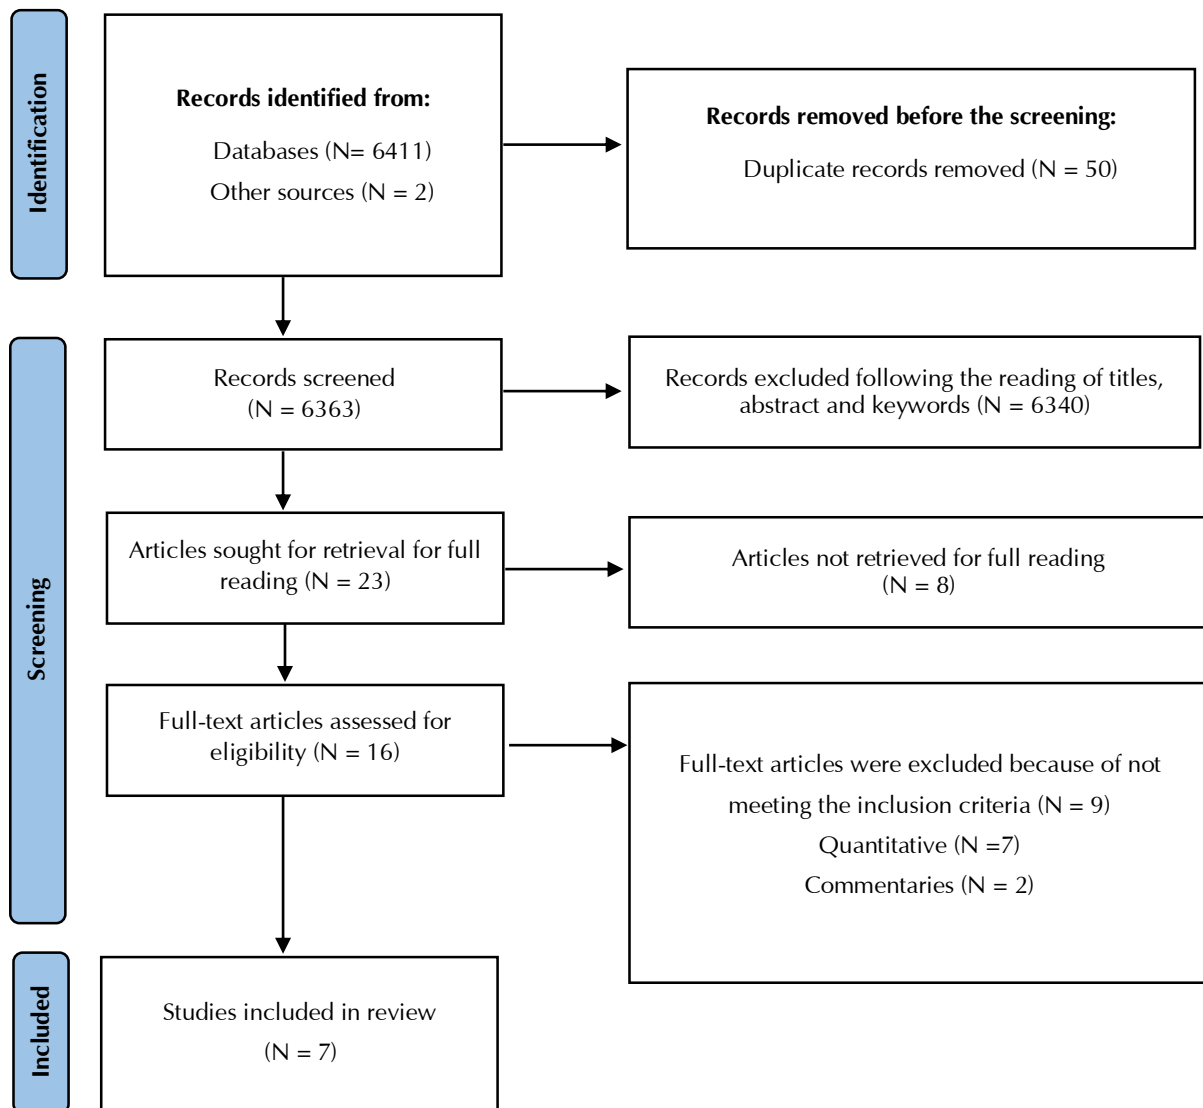 Identification
Records identified from:
Databases (N= 6411)
Other sources (N = 2)
Records removed before the screening:
Duplicate records removed (N = 50)
Screening
Records screened
(N = 6363)
Records excluded following the reading of titles,
abstract and keywords (N = 6340)
Articles sought for retrieval for full
reading (N = 23)
Articles not retrieved for full reading
(N = 8)
Full-text articles assessed for
eligibility (N = 16)
Full-text articles were excluded because of not
meeting the inclusion criteria (N = 9)
Quantitative (N =7)
Commentaries (N = 2)
Included
Studies included in review
(N = 7)